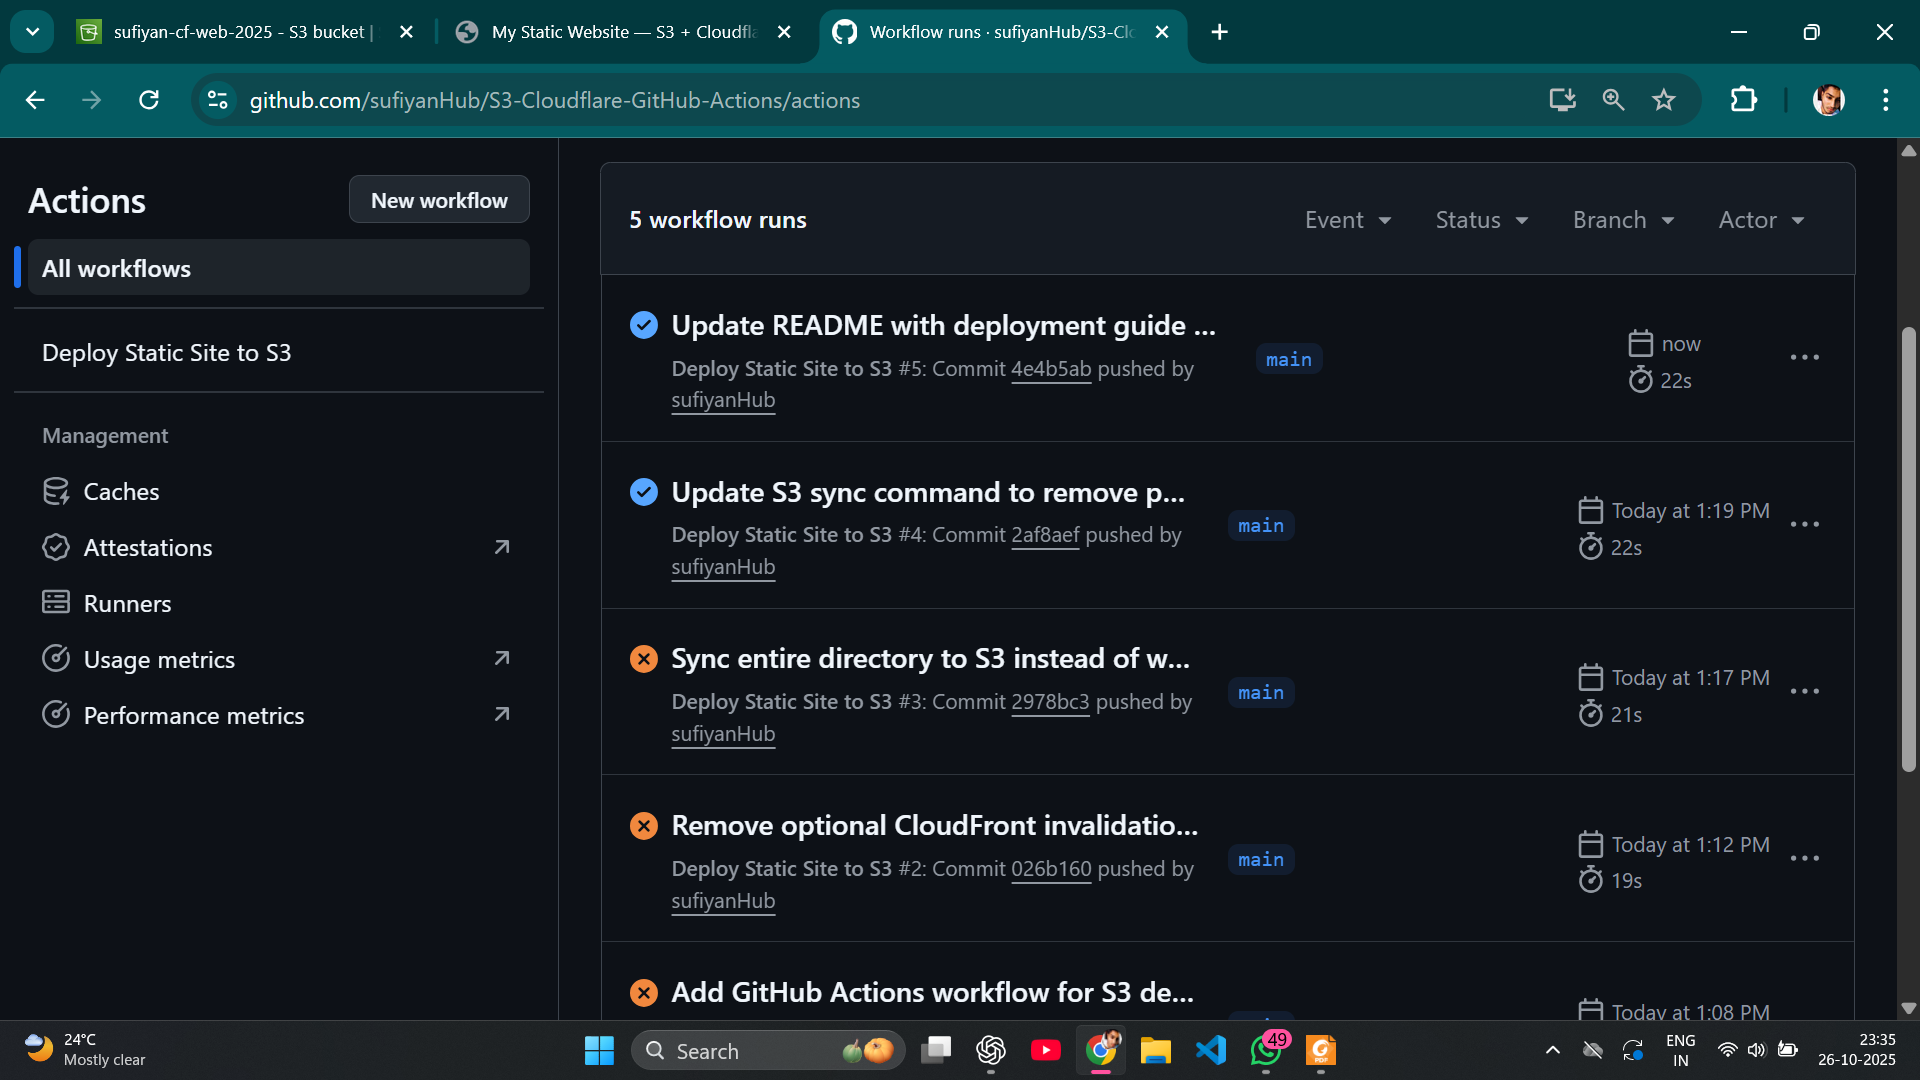 sufiyan-cf-web-2025 - S3 bucket |
My Static Website — S3 + Cloudfla
Workflow runs · sufiyanHub/S3-Clo
github.com/sufiyanHub/S3-Cloudflare-GitHub-Actions/actions
Actions
New workflow
All workflows
Deploy Static Site to S3
Management
Caches
Attestations
Runners
Usage metrics
Performance metrics
5 workflow runs
Event
Status
Branch
Actor
Update README with deployment guide ...
Deploy Static Site to S3 #5: Commit 4e4b5ab pushed by
sufiyanHub
main
now
22s
Update S3 sync command to remove p...
Deploy Static Site to S3 #4: Commit 2af8aef pushed by
sufiyanHub
main
Today at 1:19 PM
22s
Sync entire directory to S3 instead of w...
Deploy Static Site to S3 #3: Commit 2978bc3 pushed by
sufiyanHub
main
Today at 1:17 PM
21s
Remove optional CloudFront invalidatio...
Deploy Static Site to S3 #2: Commit 026b160 pushed by
sufiyanHub
main
Today at 1:12 PM
19s
Add GitHub Actions workflow for S3 de...
Today at 1:08 PM
24°C
Mostly clear
Search
49
PDF
ENG
IN
23:35
26-10-2025